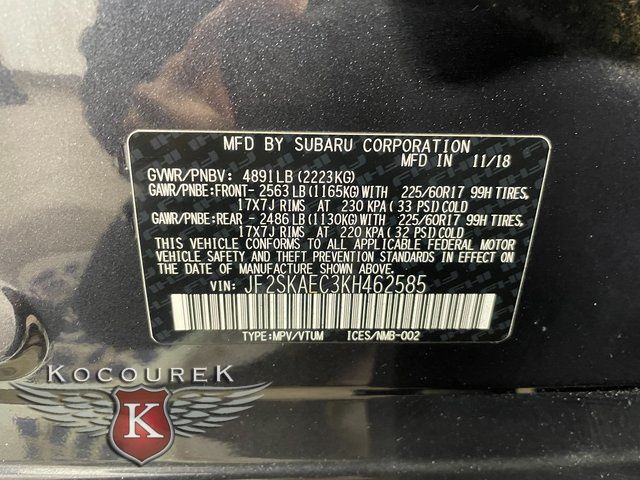 MFD BY SUBARU CORPORATION
MFD IN 11/18
GVWR/PNBV: 4891LB(2223KG)
GAWR/PNBE:FRONT- 2563 LB(1165KG)WITH 225/60R17 99H TIRES,
17X7J RIMS AT 230 KPA(33 PSI)COLD
GAWR/PNBE:REAR - 2486 LB(1130KG)WITH 225/60R17 99H TIRES,
17X7J RIMS AT 220 KPA(32 PSI)COLD
THIS VEHICLE CONFORMS TO ALL APPLICABLE FEDERAL MOTOR
VEHICLE SAFETY AND THEFT PREVENTION STANDARDS IN EFFECT ON
THE DATE OF MANUFACTURE SHOWN ABOVE.
VIN: JF2SKAEC3KH462585
TYPE:MPV/VTUM ICES/NMB-002
KOCOUREK
K